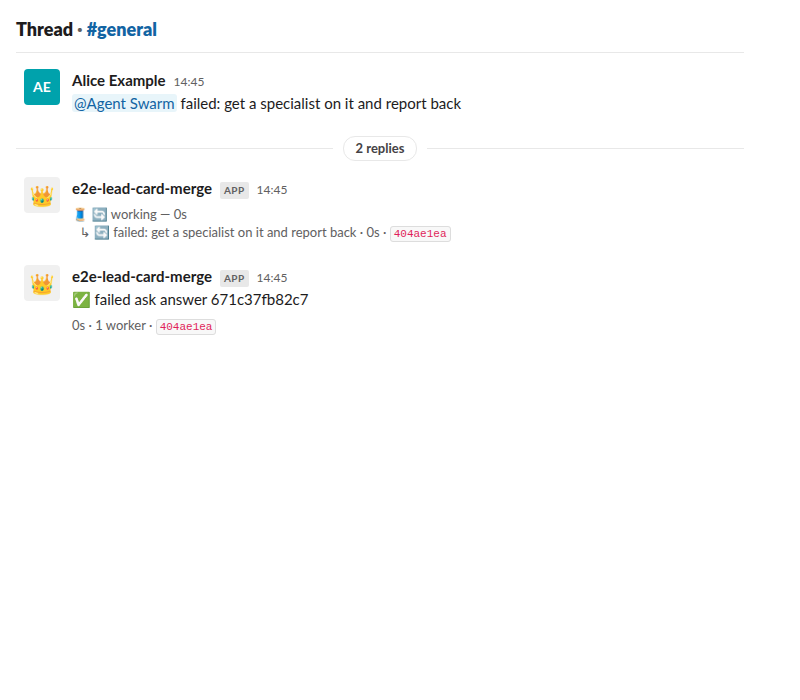 Thread • #general
AE
Alice Example 14:45
@Agent Swarm failed: get a specialist on it and report back
2 replies
e2e-lead-card-merge APP 14:45
🧵 🔄 working — 0s
↳ 🔄 failed: get a specialist on it and report back · 0s · 404ae1ea
e2e-lead-card-merge APP 14:45
✅ failed ask answer 671c37fb82c7
0s · 1 worker · 404ae1ea